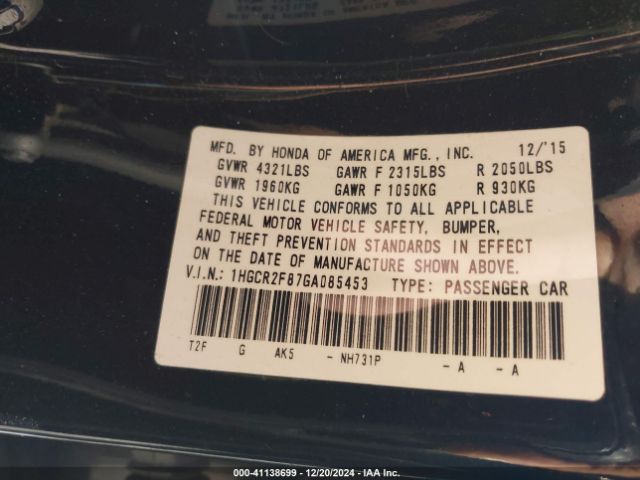 MFD. BY HONDA OF AMERICA MFG., INC. 12/'15
GVWR 4321LBS GAWR F 2315LBS R 2050LBS
GVWR 1960KG GAWR F 1050KG R 930KG
THIS VEHICLE CONFORMS TO ALL APPLICABLE
FEDERAL MOTOR VEHICLE SAFETY, BUMPER,
AND THEFT PREVENTION STANDARDS IN EFFECT
ON THE DATE OF MANUFACTURE SHOWN ABOVE.
V.I.N.: 1HGCR2F87GA085453 TYPE: PASSENGER CAR
T2F G AK5 - NH731P - A - A
000-41138699 - 12/20/2024 - IAA Inc.